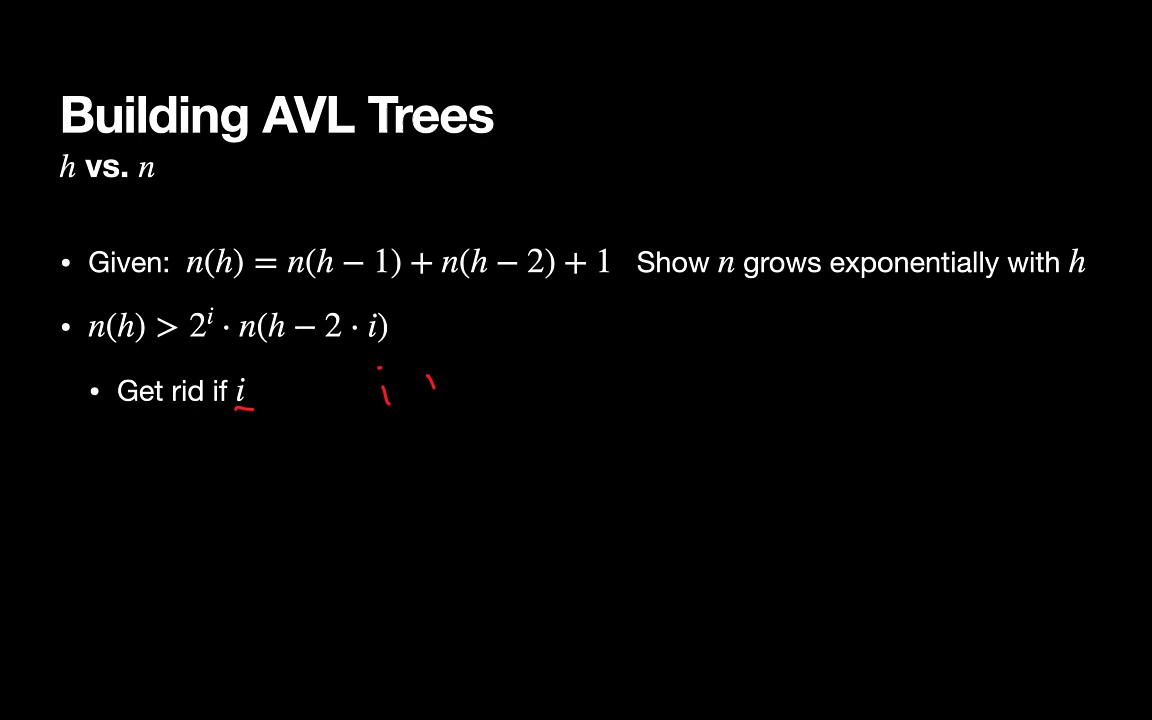 Building AVL Trees
h vs. n
• Given: n(h) = n(h − 1) + n(h − 2) + 1 Show n grows exponentially with h
• n(h) > 2^i · n(h − 2 · i)
• Get rid if i
i